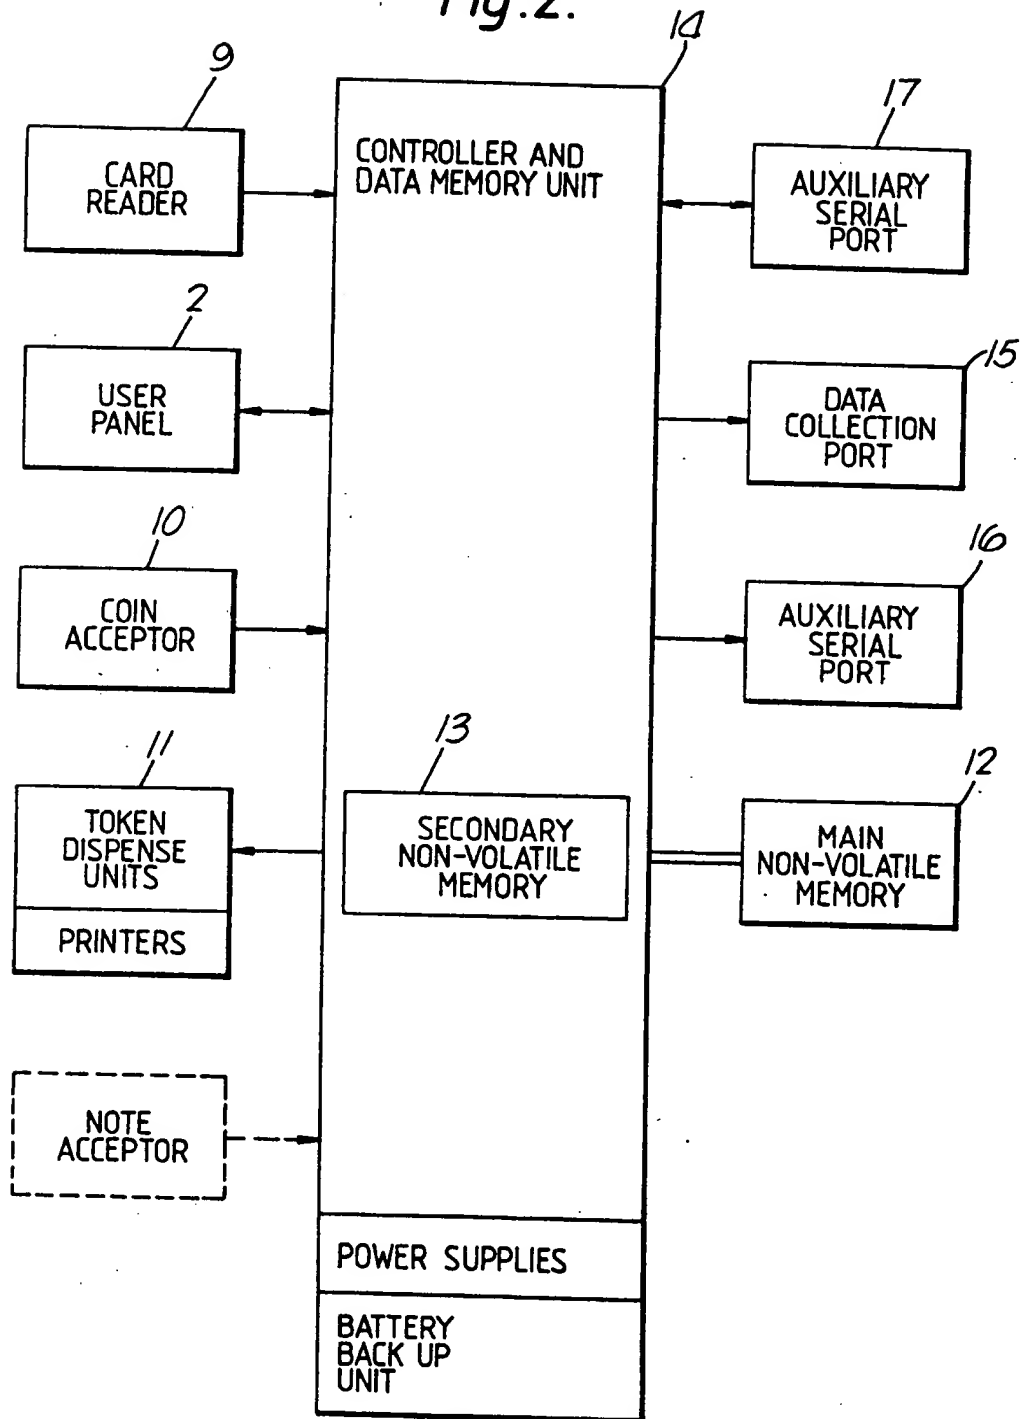 Fig.2.
14
9
17
CONTROLLER AND
DATA MEMORY UNIT
CARD
READER
AUXILIARY
SERIAL
PORT
2
15
USER
PANEL
DATA
COLLECTION
PORT
10
16
COIN
ACCEPTOR
AUXILIARY
SERIAL
PORT
11
13
12
TOKEN
DISPENSE
UNITS
PRINTERS
SECONDARY
NON-VOLATILE
MEMORY
MAIN
NON-VOLATILE
MEMORY
NOTE
ACCEPTOR
POWER SUPPLIES
BATTERY
BACK UP
UNIT